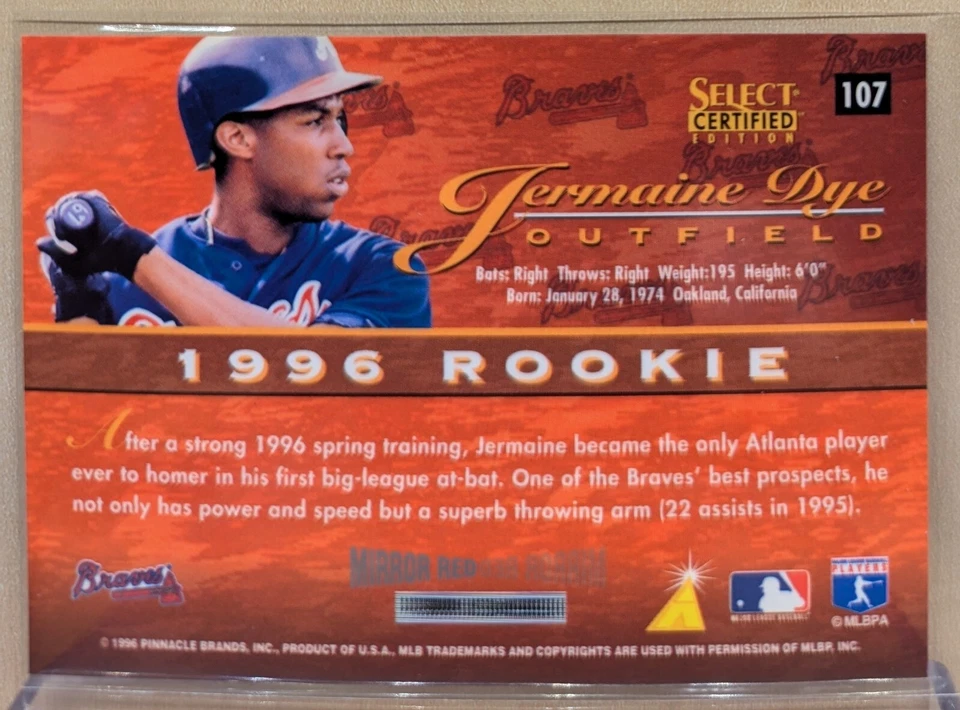 107
SELECT
CERTIFIED
EDITION
Jermaine Dye
OUTFIELD
Bats: Right Throws: Right Weight:195 Height: 6'0"
Born: January 28, 1974 Oakland, California
1996 ROOKIE
After a strong 1996 spring training, Jermaine became the only Atlanta player
ever to homer in his first big-league at-bat. One of the Braves' best prospects, he
not only has power and speed but a superb throwing arm (22 assists in 1995).
MIRROR RED
Braves
PLAYERS
©MLBPA
MAJOR LEAGUE BASEBALL
© 1996 PINNACLE BRANDS, INC., PRODUCT OF U.S.A., MLB TRADEMARKS AND COPYRIGHTS ARE USED WITH PERMISSION OF MLBP, INC.